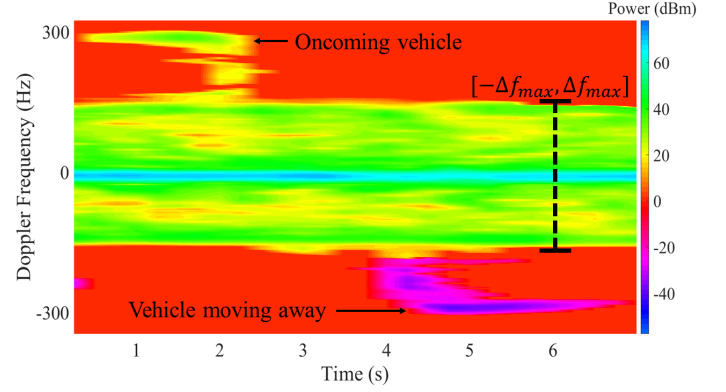 Power (dBm)
300
Oncoming vehicle
60
[−Δf_max, Δf_max]
40
Doppler Frequency (Hz)
20
0
0
-20
-40
-300
Vehicle moving away
1 2 3 4 5 6
Time (s)